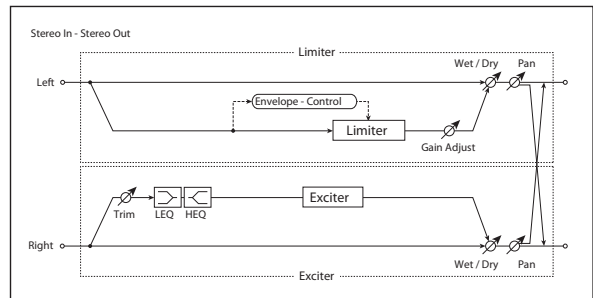 Stereo In - Stereo Out
Limiter
Wet / Dry
Pan
Left
Envelope - Control
Limiter
Gain Adjust
Trim
LEQ
HEQ
Exciter
Right
Wet / Dry
Pan
Exciter